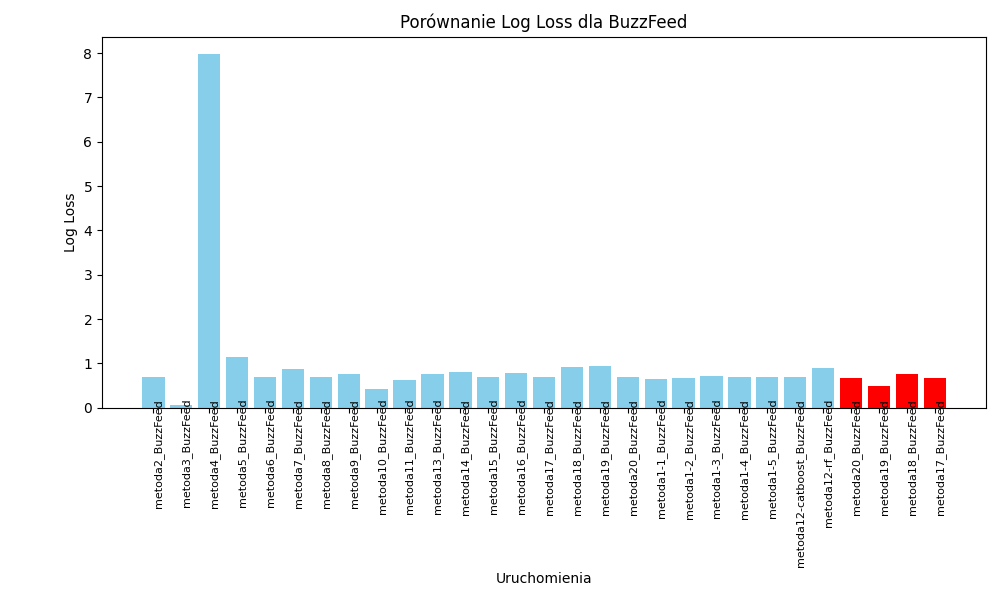 Porównanie Log Loss dla BuzzFeed
Log Loss
8
7
6
5
4
3
2
1
0
metoda2_BuzzFeed
metoda3_BuzzFeed
metoda4_BuzzFeed
metoda5_BuzzFeed
metoda6_BuzzFeed
metoda7_BuzzFeed
metoda8_BuzzFeed
metoda9_BuzzFeed
metoda10_BuzzFeed
metoda11_BuzzFeed
metoda13_BuzzFeed
metoda14_BuzzFeed
metoda15_BuzzFeed
metoda16_BuzzFeed
metoda17_BuzzFeed
metoda18_BuzzFeed
metoda19_BuzzFeed
metoda20_BuzzFeed
metoda1-1_BuzzFeed
metoda1-2_BuzzFeed
metoda1-3_BuzzFeed
metoda1-4_BuzzFeed
metoda1-5_BuzzFeed
metoda12-catboost_BuzzFeed
metoda12-rf_BuzzFeed
metoda20_BuzzFeed
metoda19_BuzzFeed
metoda18_BuzzFeed
metoda17_BuzzFeed
Uruchomienia